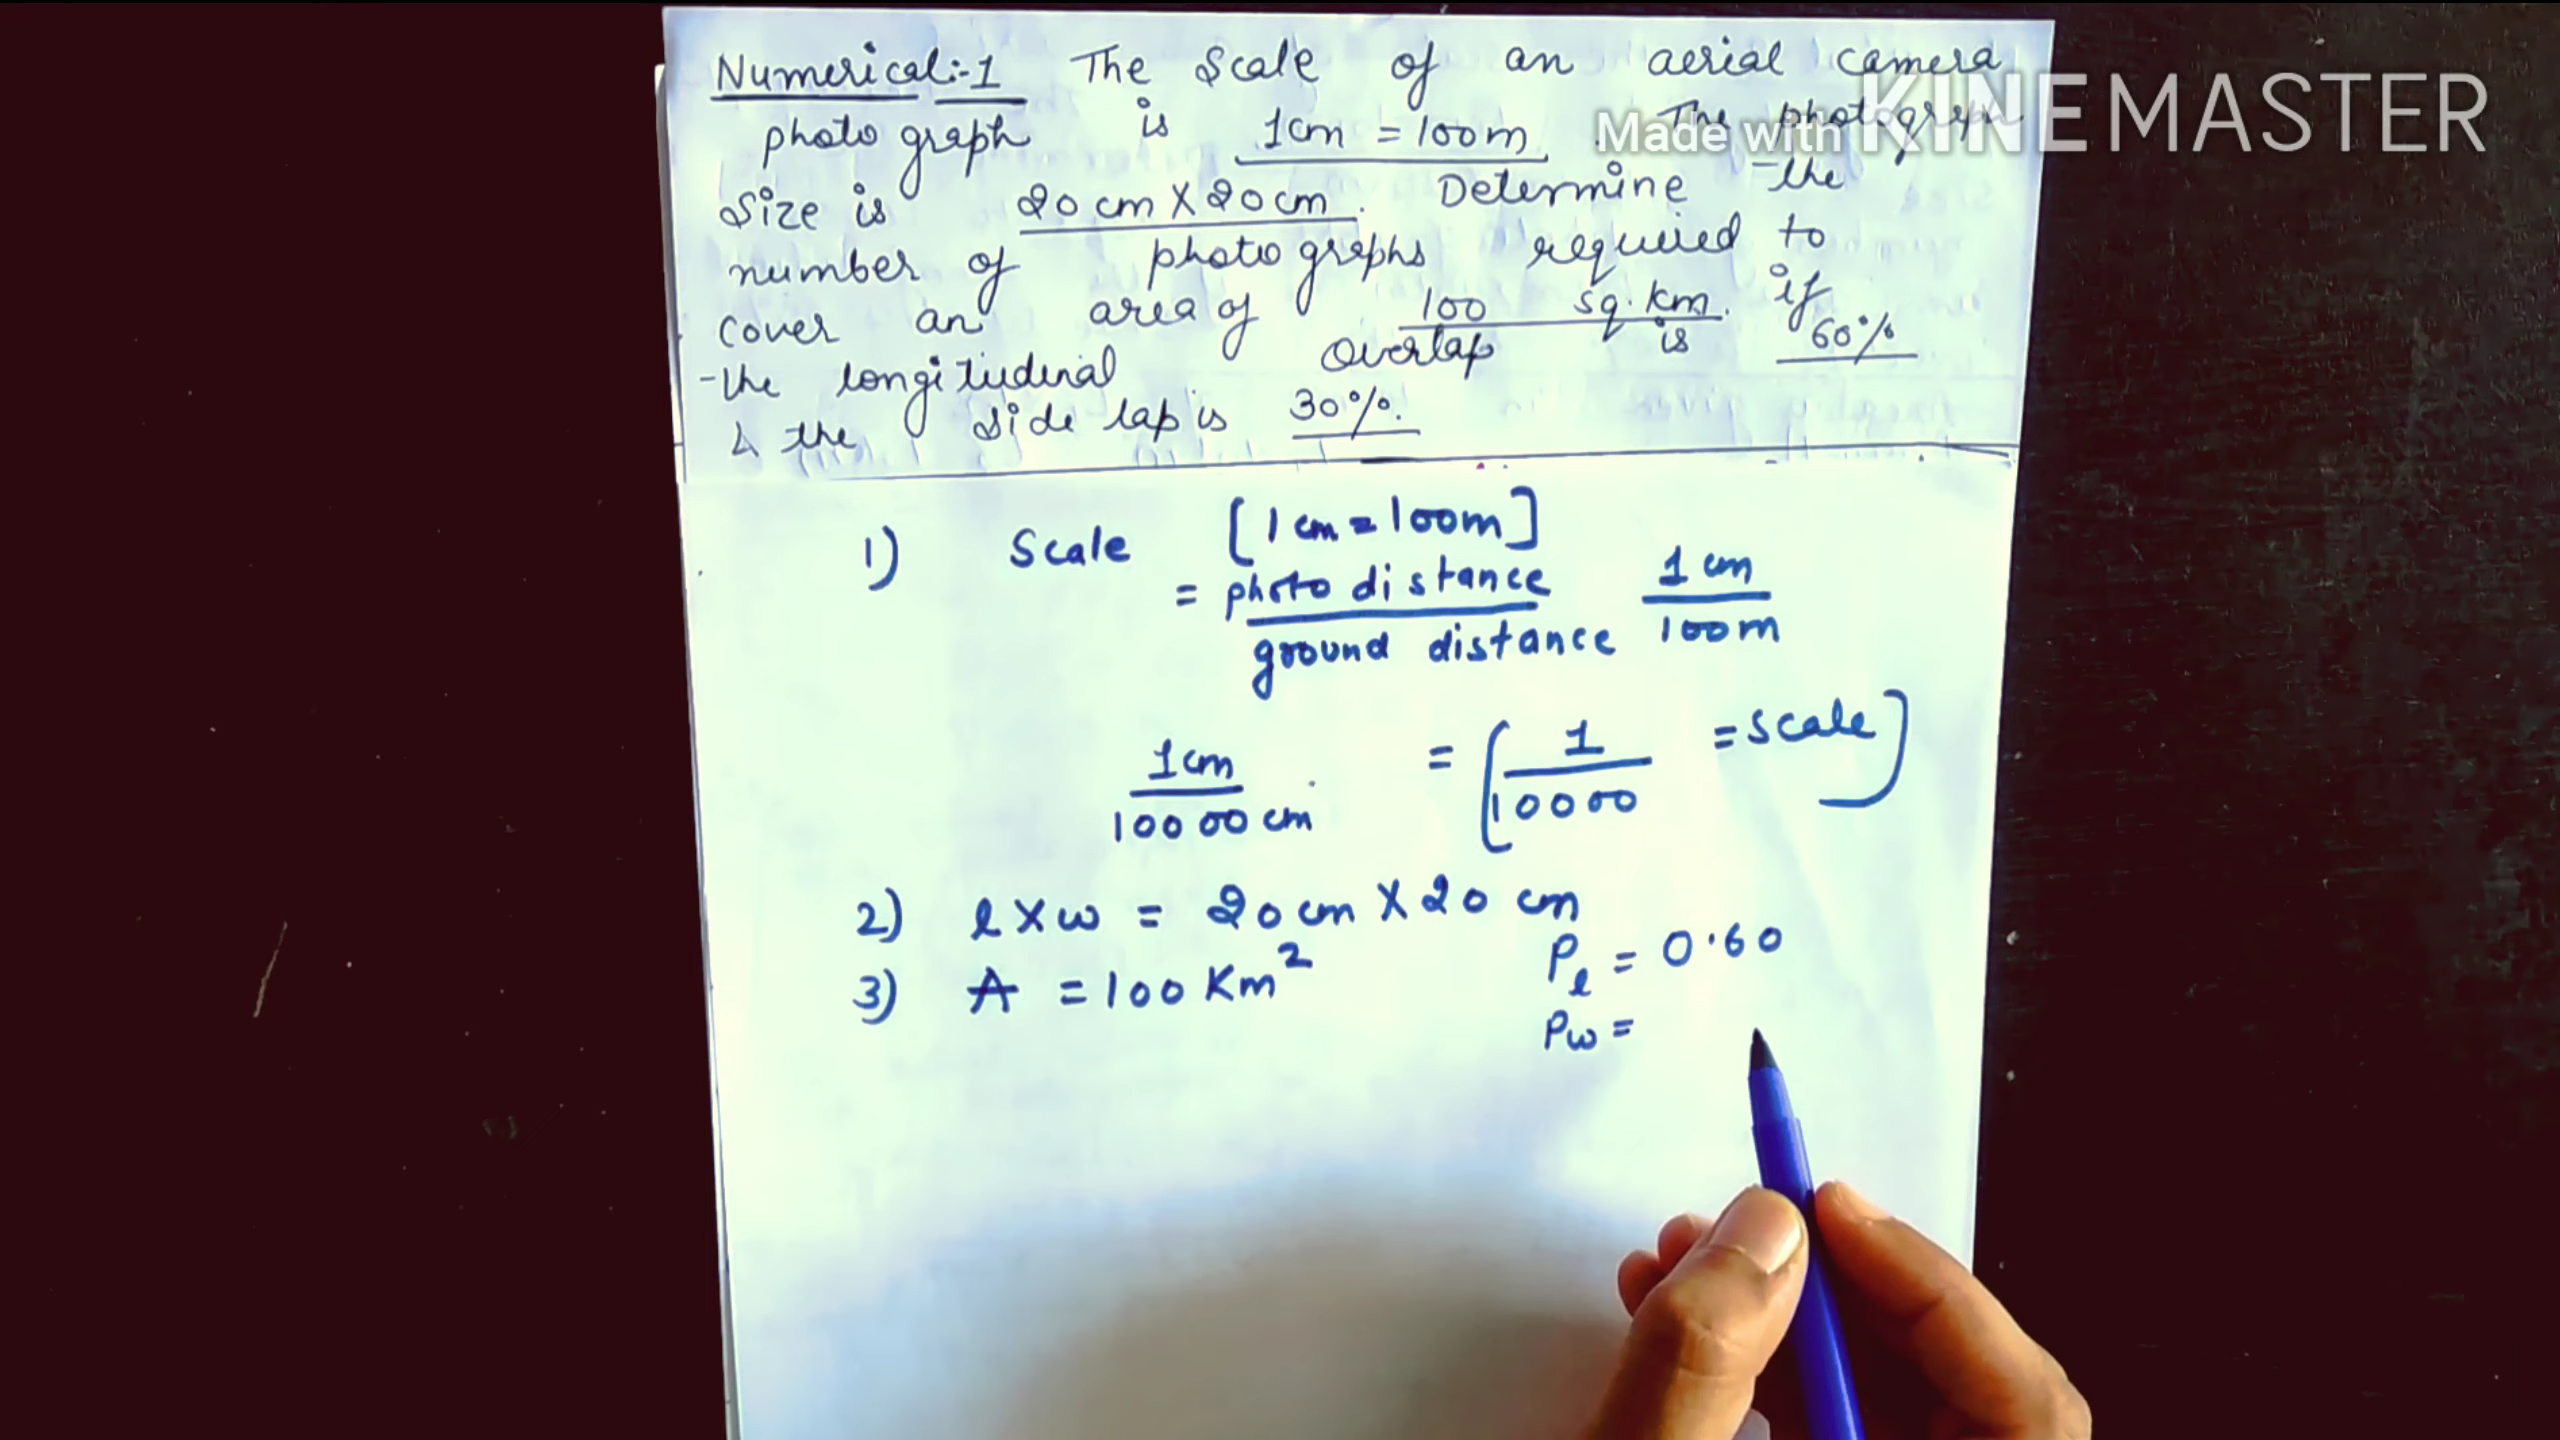 Numerical:-1 The Scale of an aerial camera
photograph is 1cm = 100m. The photograph
Made with KINEMASTER
Size is 20 cm X 20 cm. Determine the
number of photographs required to
cover an area of 100 sq. km. if
the longitudinal overlap is 60%
& the side lap is 30%.
1) Scale [1 cm = 100m]
= photo distance 1 cm
ground distance 100m
1cm = [1 = scale]
10000 cm 10000
2) l X w = 20 cm X 20 cm
Pl = 0.60
3) A = 100 Km²
Pw =